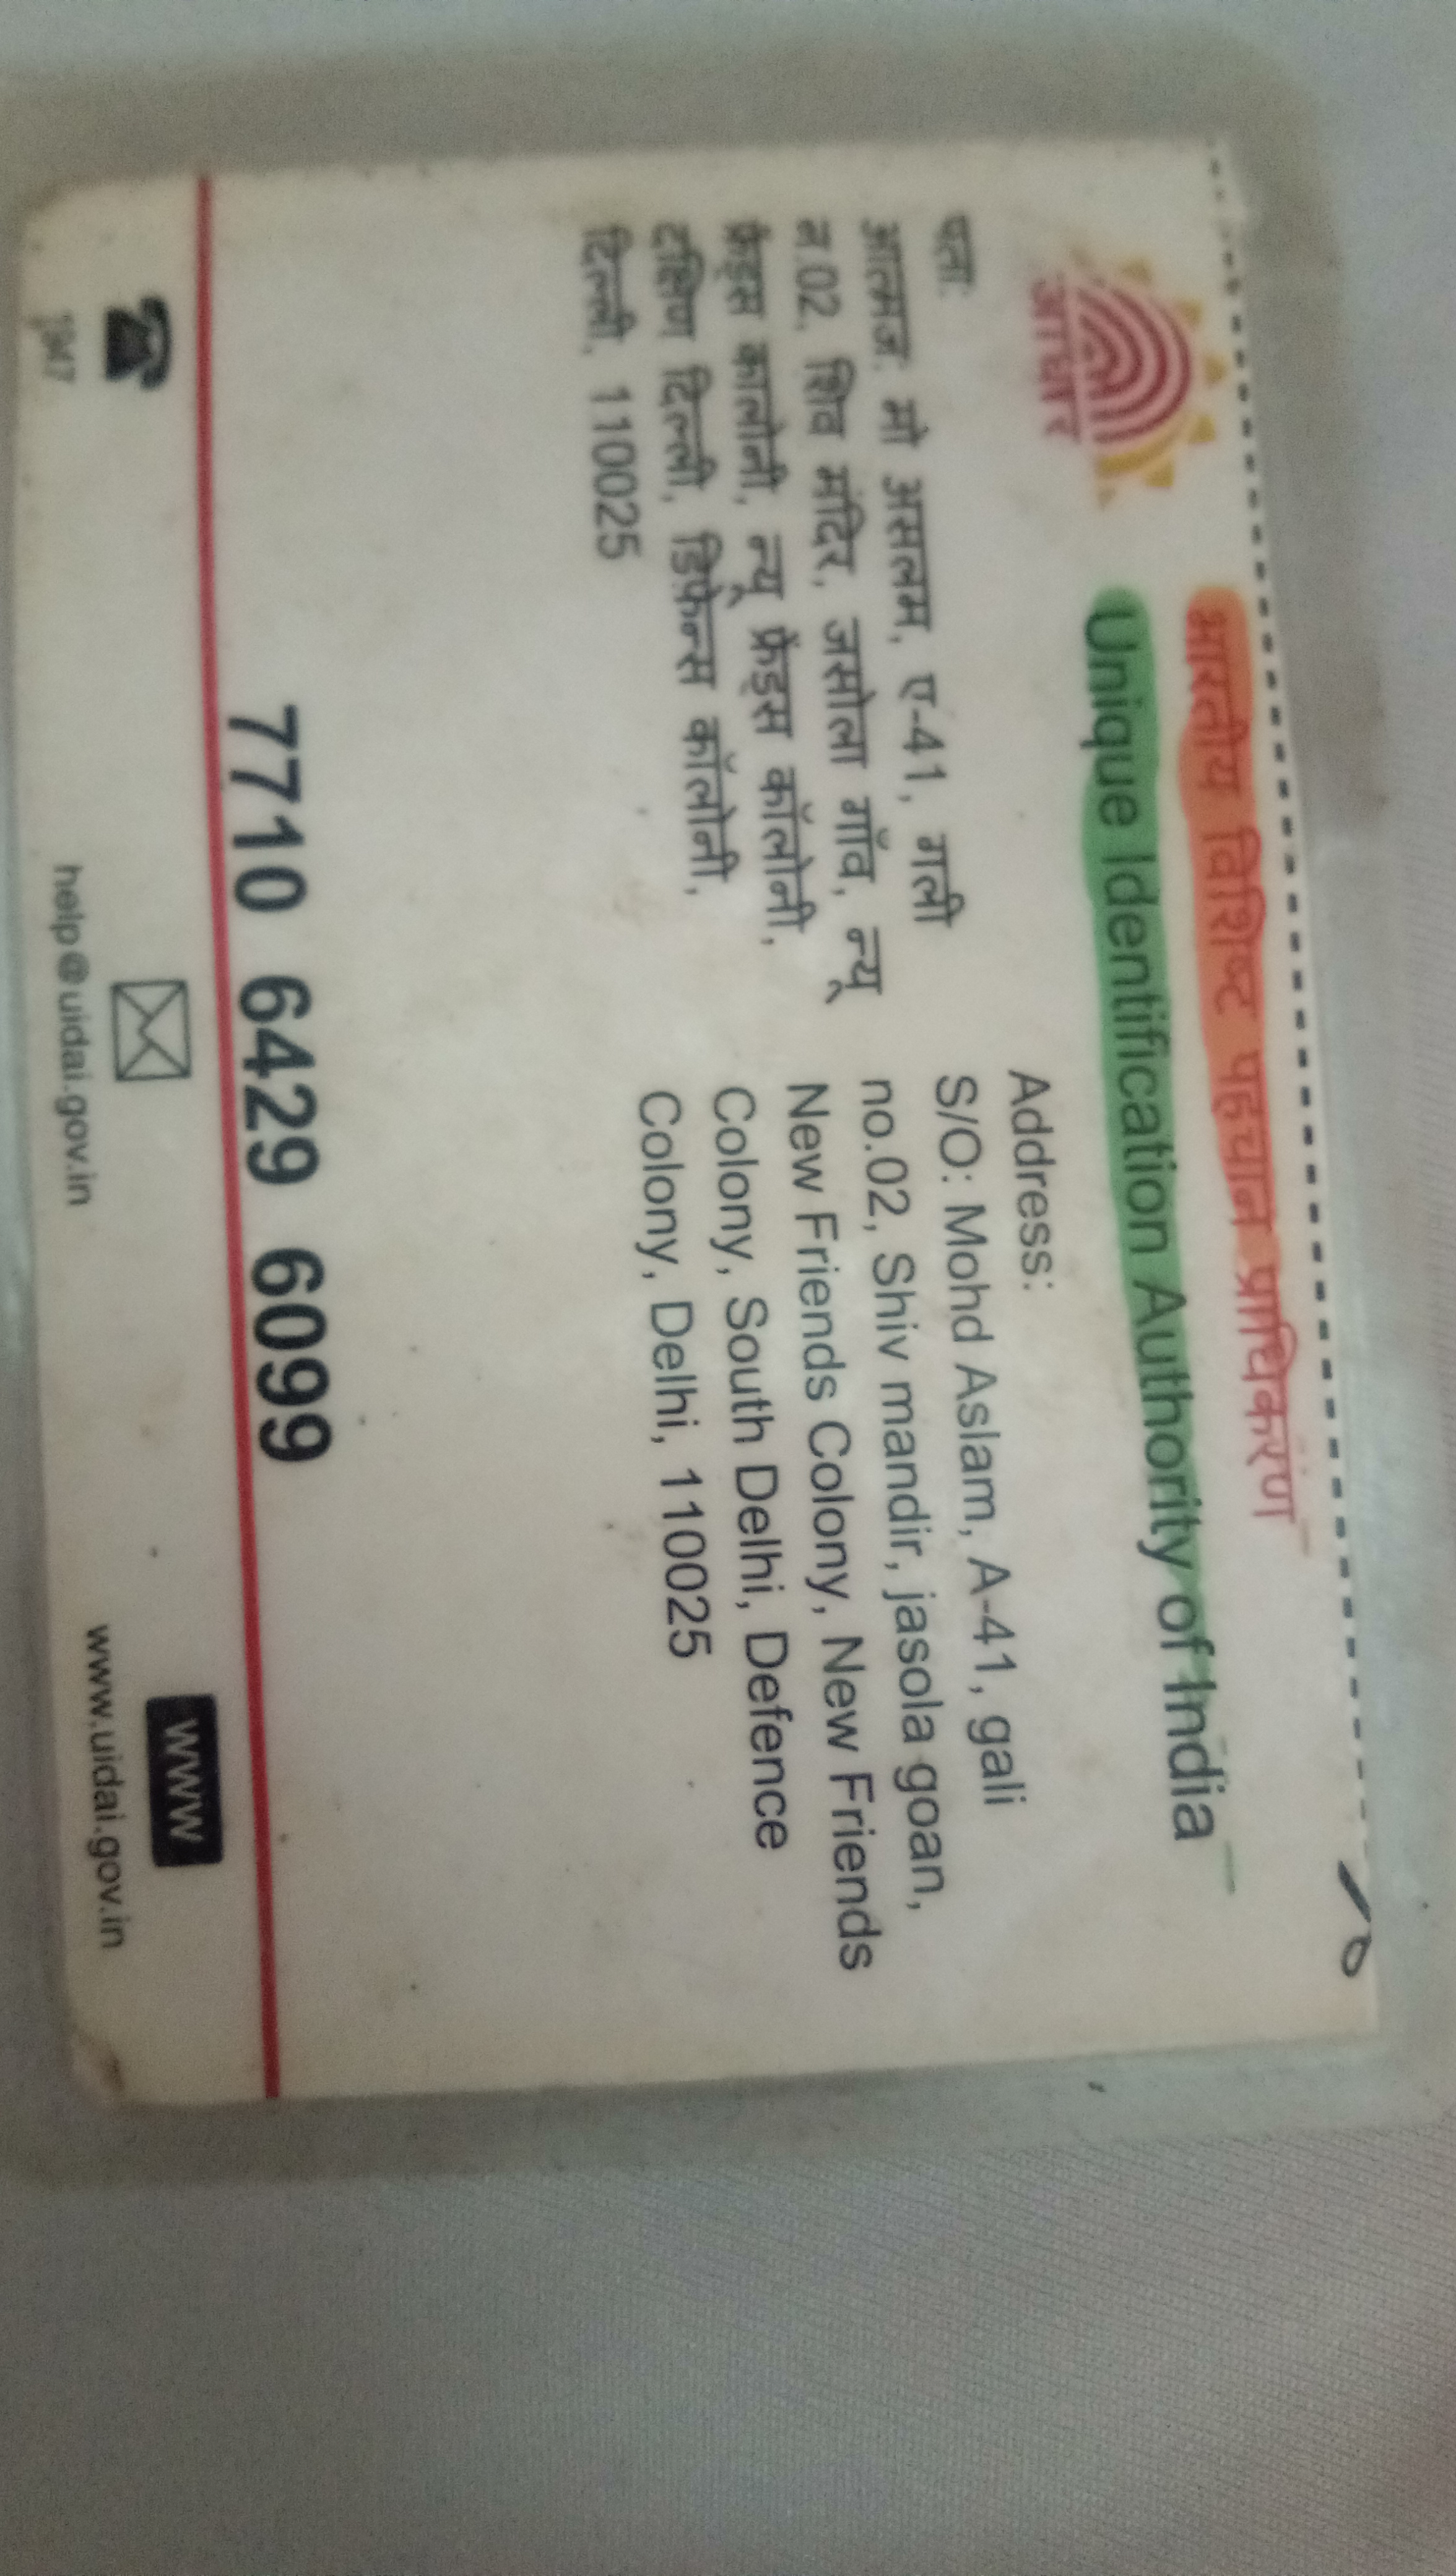 भारतीय विशिष्ट पहचान प्राधिकरण
Unique Identification Authority of India
आधार
पता:
आत्मज: मो असलम, ए-41, गली
न.02, शिव मंदिर, जसोला गाँव, न्यू
फ्रेंड्स कालोनी, न्यू फ्रेंड्स कॉलोनी,
दक्षिण दिल्ली, डिफेन्स कॉलोनी,
दिल्ली, 110025
Address:
S/O: Mohd Aslam, A-41, gali
no.02, Shiv mandir, jasola goan,
New Friends Colony, New Friends
Colony, South Delhi, Defence
Colony, Delhi, 110025
7710 6429 6099
1947
help@uidai.gov.in
www
www.uidai.gov.in